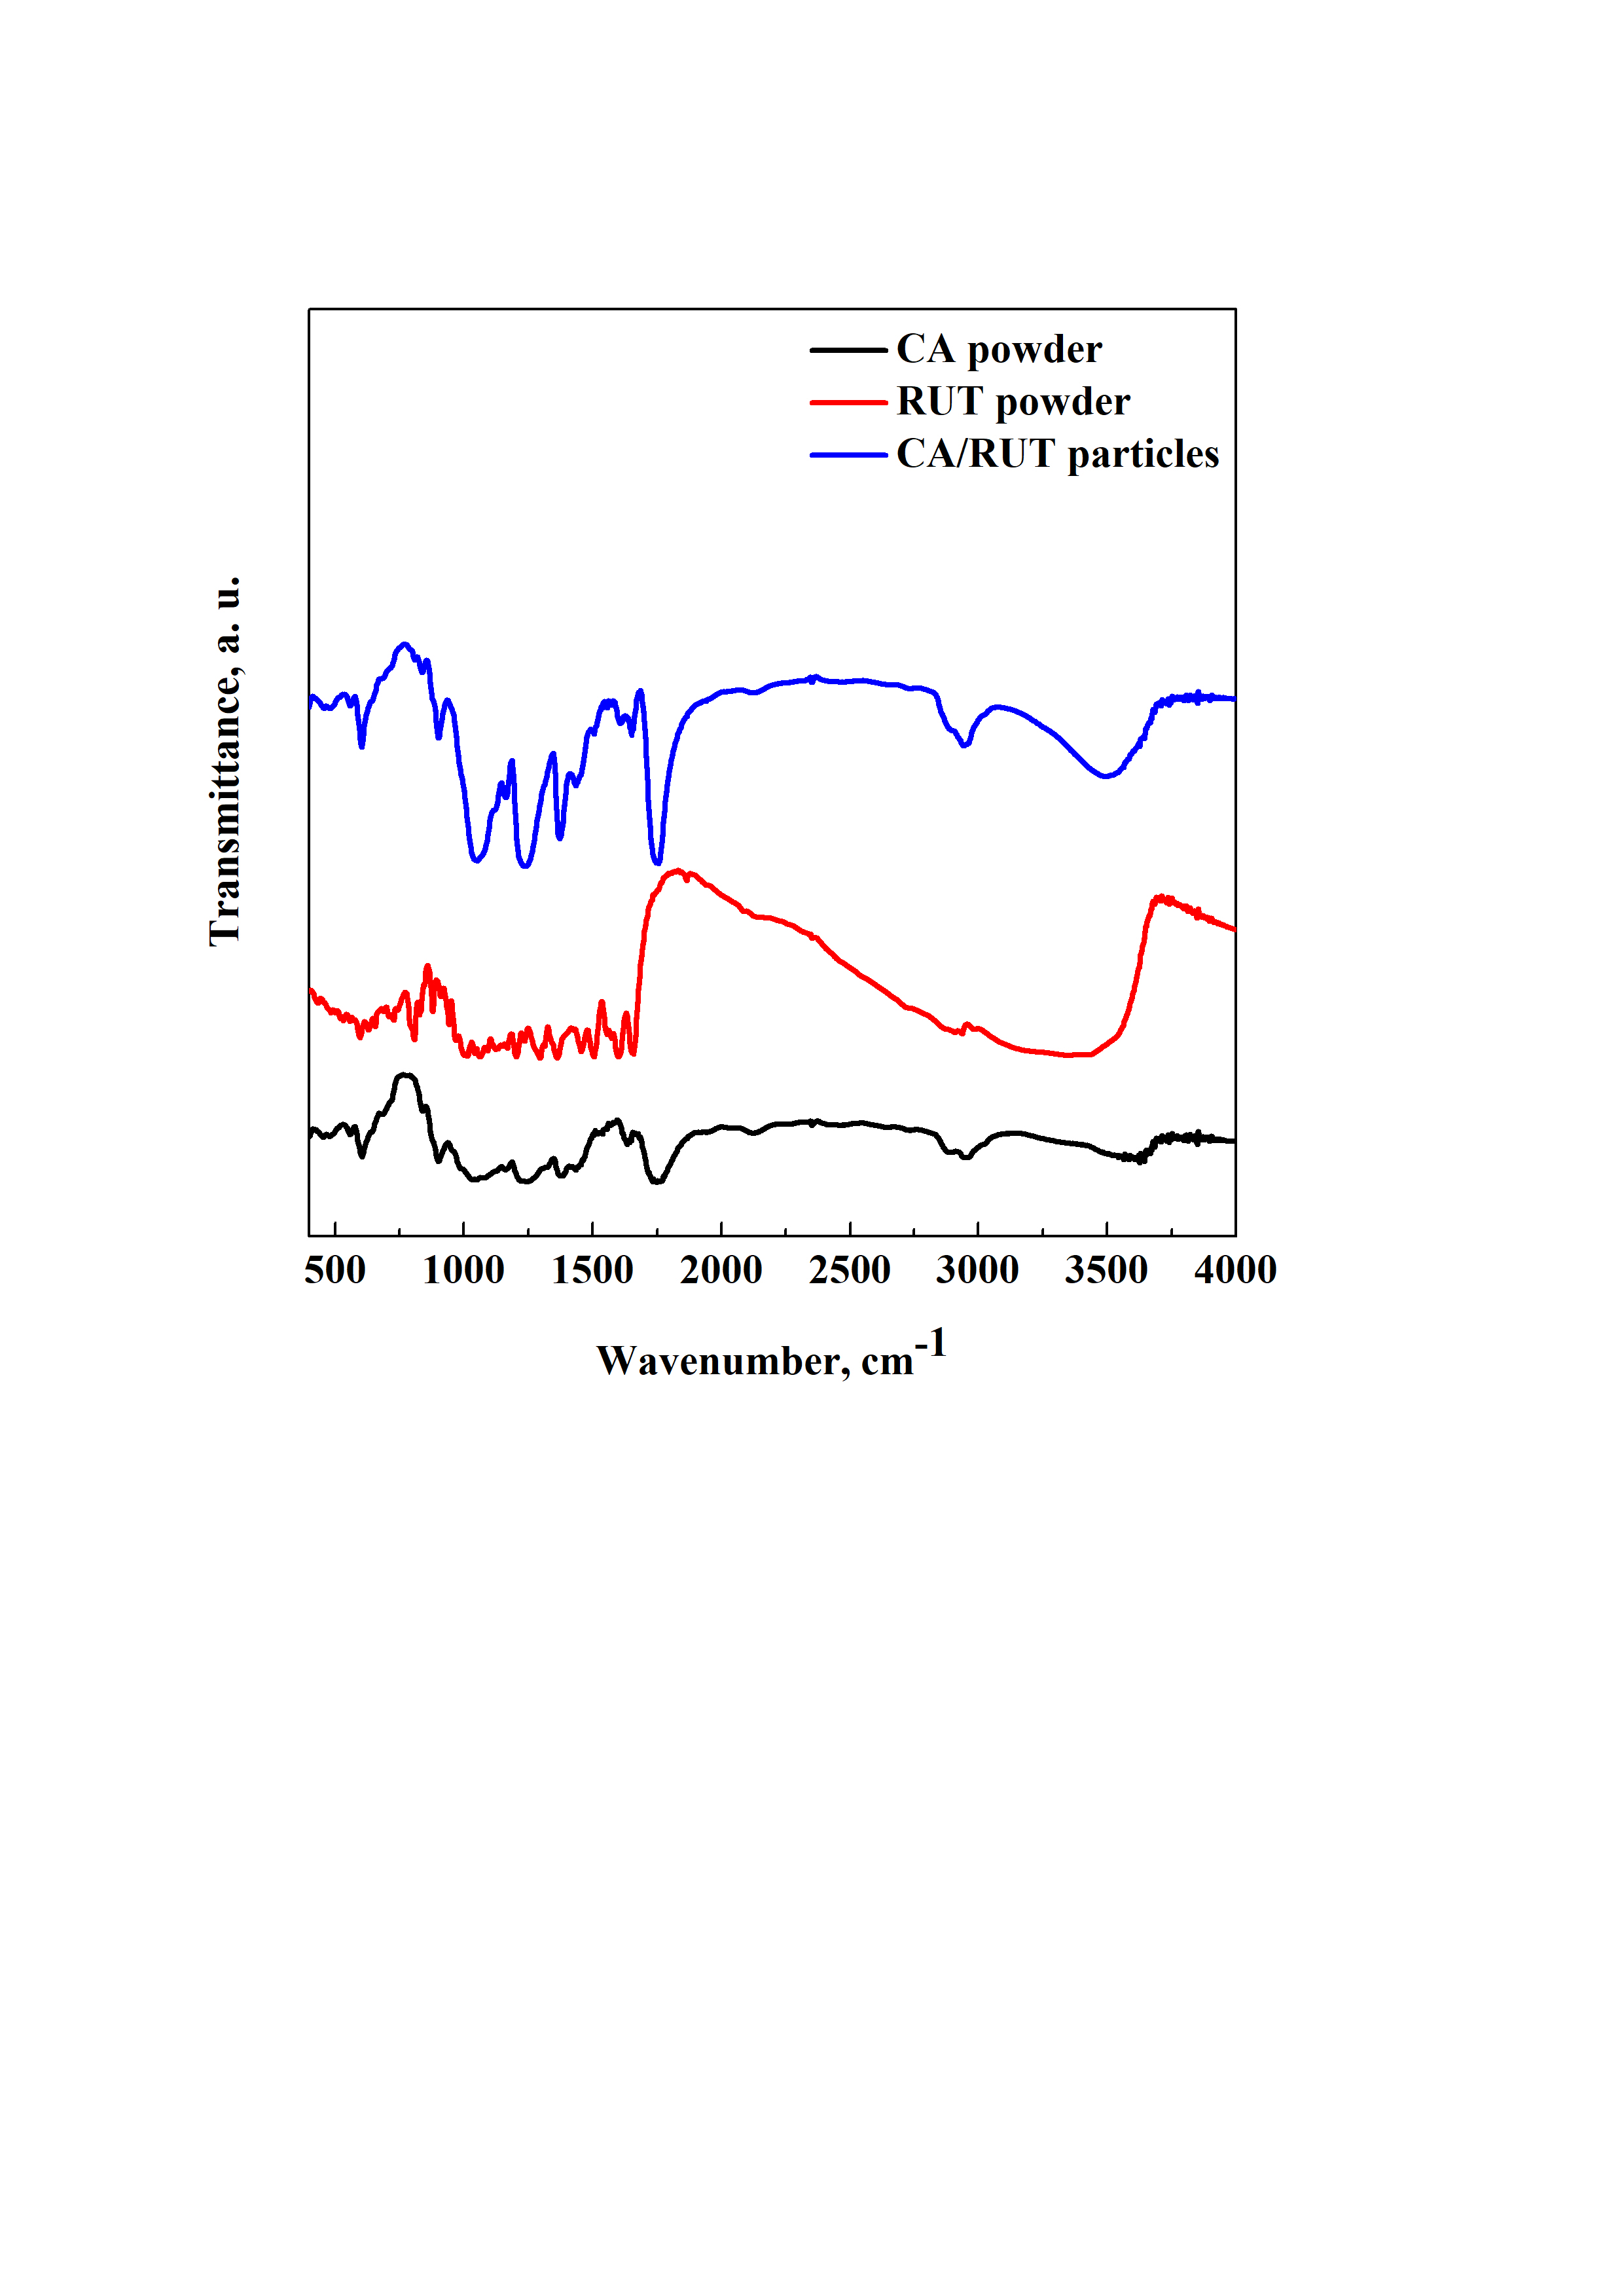 CA powder
RUT powder
CA/RUT particles
Transmittance, a. u.
500 1000 1500 2000 2500 3000 3500 4000
Wavenumber, cm-1